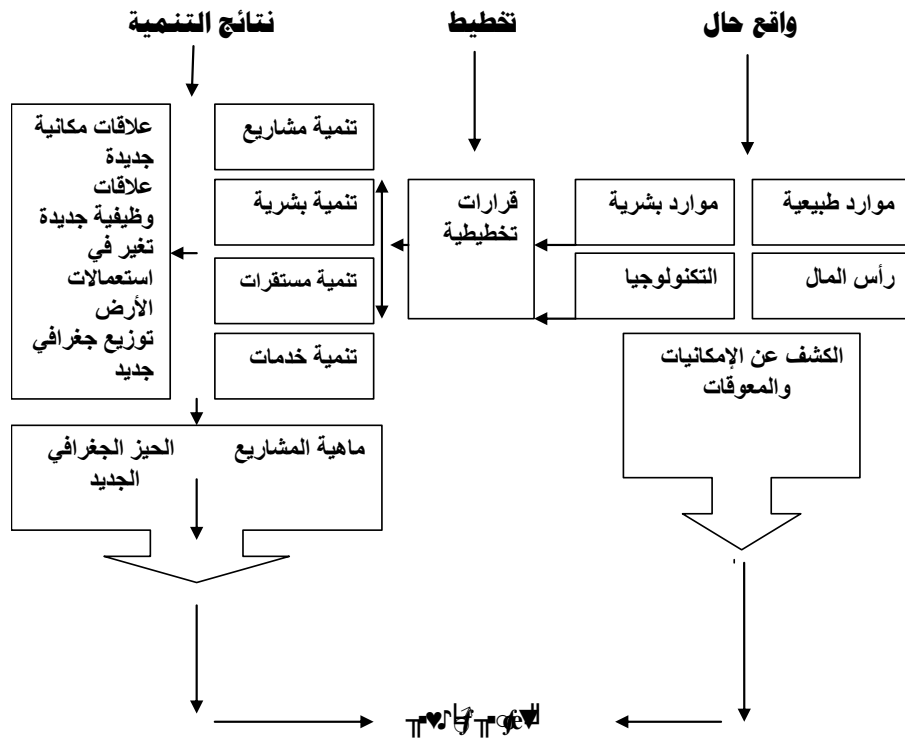 واقع حال
تخطيط
نتائج التنمية
موارد طبيعية
موارد بشرية
رأس المال
التكنولوجيا
الكشف عن الإمكانيات
والمعوقات
قرارات
تخطيطية
تنمية مشاريع
تنمية بشرية
تنمية مستقرات
تنمية خدمات
علاقات مكانية
جديدة
علاقات
وظيفية جديدة
تغير في
استعمالات
الأرض
توزيع جغرافي
جديد
ماهية المشاريع
الحيز الجغرافي
الجديد